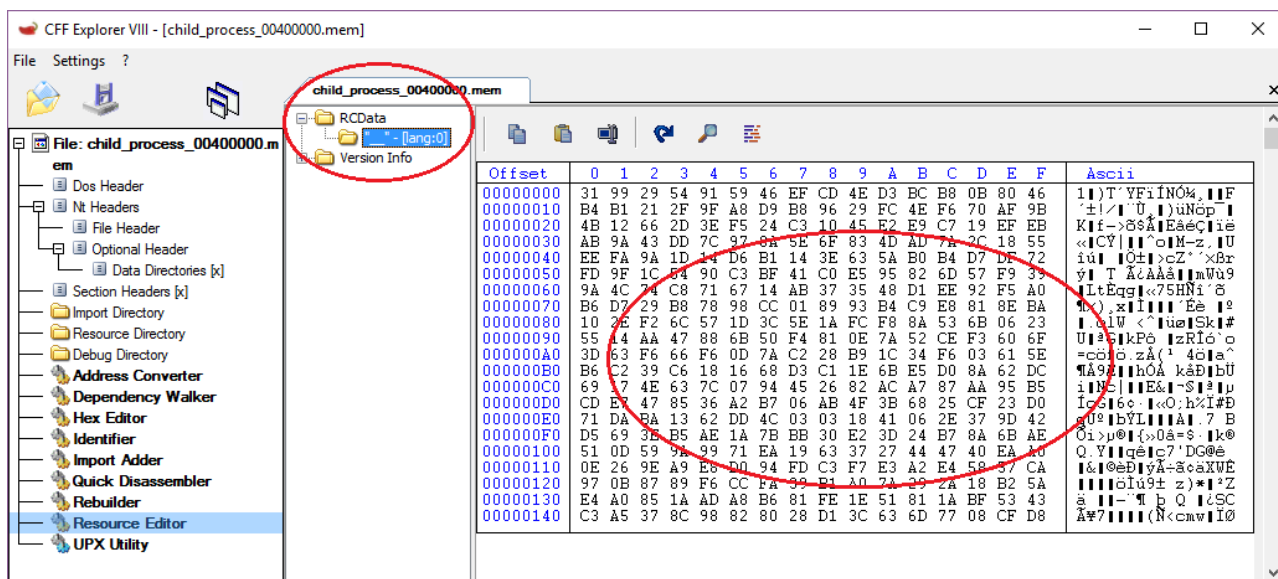 CFF Explorer VIII - [child_process_00400000.mem]
File Settings ?
child_process_00400000.mem
File: child_process_00400000.m
em
Dos Header
Nt Headers
File Header
Optional Header
Data Directories [x]
Section Headers [x]
Import Directory
Resource Directory
Debug Directory
Address Converter
Dependency Walker
Hex Editor
Identifier
Import Adder
Quick Disassembler
Rebuilder
Resource Editor
UPX Utility
RCData
"__" - [lang:0]
Version Info
Offset 0 1 2 3 4 5 6 7 8 9 A B C D E F Ascii
00000000 31 99 29 54 91 59 46 EF CD 4E D3 BC B8 0B 80 46
00000010 B4 B1 21 2F 9F A8 D9 B8 96 29 FC 4E F6 70 AF 9B
00000020 4B 12 66 2D 3E F5 24 C3 10 45 E2 E9 C7 19 EF EB
00000030 AB 9A 43 DD 7C 97 8A 5E 6F 83 4D AD 7A 2C 18 55
00000040 EE FA 9A 1D 14 D6 B1 14 3E 63 5A B0 B4 D7 DF 72
00000050 FD 9F 1C 54 90 C3 BF 41 C0 E5 95 82 6D 57 F9 39
00000060 9A 4C 74 C8 71 67 14 AB 37 35 48 D1 EE 92 F5 A0
00000070 B6 D7 29 B8 78 98 CC 01 89 93 B4 C9 E8 81 8E BA
00000080 10 2E F2 6C 57 1D 3C 5E 1A FC F8 8A 53 6B 06 23
00000090 55 14 AA 47 88 6B 50 F4 81 0E 7A 52 CE F3 60 6F
000000A0 3D 63 F6 66 F6 0D 7A C2 28 B9 1C 34 F6 03 61 5E
000000B0 B6 C2 39 C6 18 16 68 D3 C1 1E 6B E5 D0 8A 62 DC
000000C0 69 17 4E 63 7C 07 94 45 26 82 AC A7 87 AA 95 B5
000000D0 CD E7 47 85 36 A2 B7 06 AB 4F 3B 68 25 CF 23 D0
000000E0 71 DA BA 13 62 DD 4C 03 03 18 41 06 2E 37 9D 42
000000F0 D5 69 3E B5 AE 1A 7B BB 30 E2 3D 24 B7 8A 6B AE
00000100 51 0D 59 9A 99 71 EA 19 63 37 27 44 47 40 EA A0
00000110 0E 26 9E A9 E8 D0 94 FD C3 F7 E3 A2 E4 58 57 CA
00000120 97 0B 87 89 F6 CC FA 39 B1 A0 7A 29 2A 18 B2 5A
00000130 E4 A0 85 1A AD A8 B6 81 FE 1E 51 81 1A BF 53 43
00000140 C3 A5 37 8C 98 82 80 28 D1 3C 63 6D 77 08 CF D8